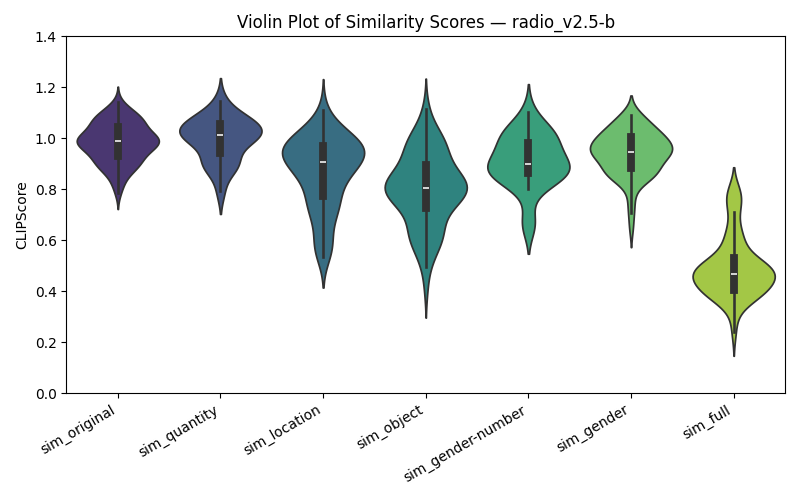 Violin Plot of Similarity Scores — radio_v2.5-b
1.4
1.2
1.0
0.8
0.6
0.4
0.2
0.0
CLIPScore
sim_original
sim_quantity
sim_location
sim_object
sim_gender-number
sim_gender
sim_full